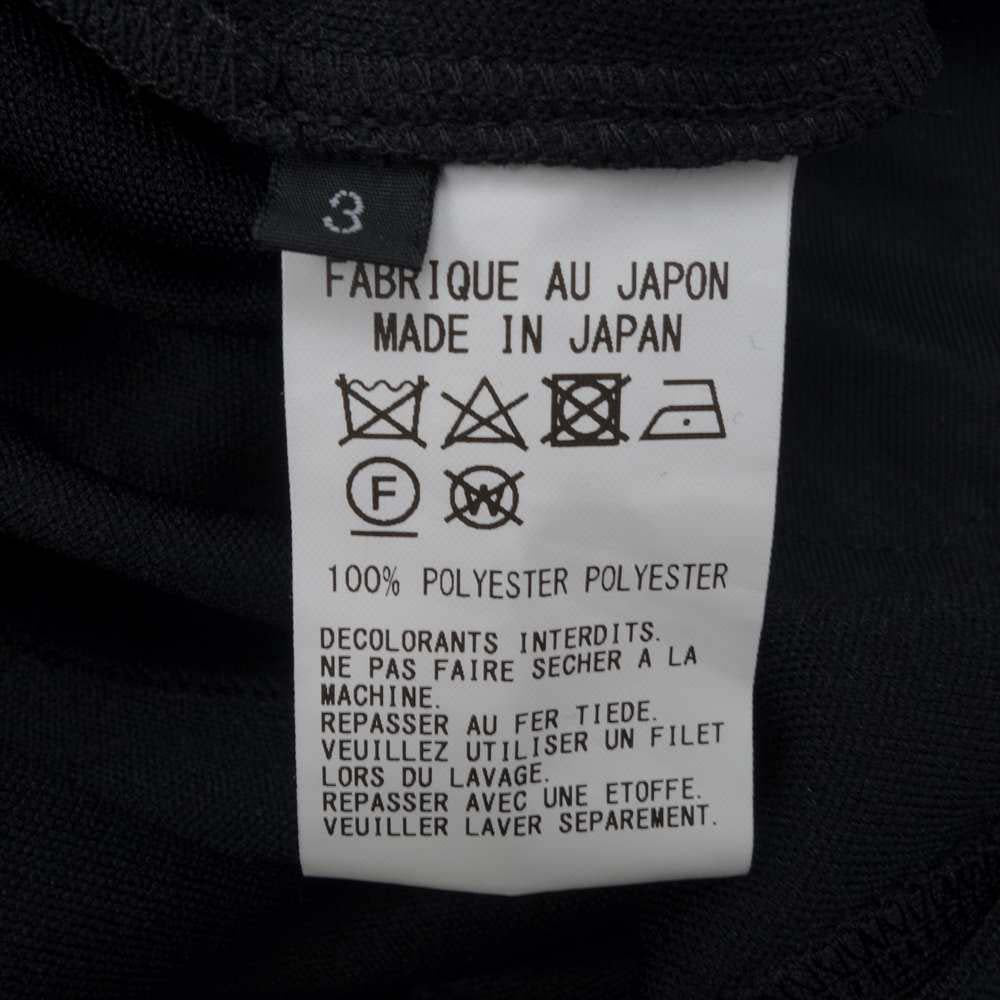 3
FABRIQUE AU JAPON
MADE IN JAPAN
F W
100% POLYESTER POLYESTER
DECOLORANTS INTERDITS.
NE PAS FAIRE SECHER A LA
MACHINE.
REPASSER AU FER TIEDE.
VEUILLEZ UTILISER UN FILET
LORS DU LAVAGE.
REPASSER AVEC UNE ETOFFE.
VEUILLER LAVER SEPAREMENT.